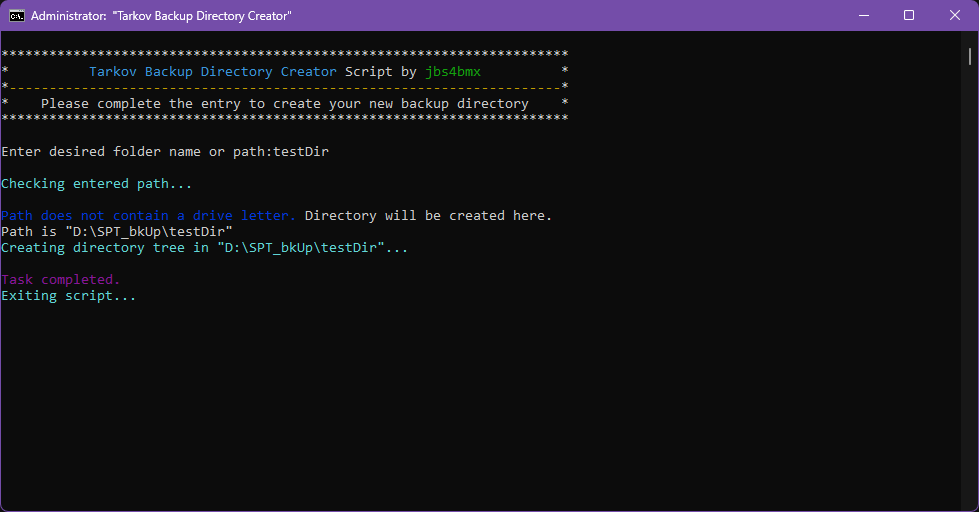 Administrator: "Tarkov Backup Directory Creator"
***********************************************************************
* Tarkov Backup Directory Creator Script by jbs4bmx *
*---------------------------------------------------------------------*
* Please complete the entry to create your new backup directory *
***********************************************************************
Enter desired folder name or path:testDir
Checking entered path...
Path does not contain a drive letter. Directory will be created here.
Path is "D:\SPT_bkUp\testDir"
Creating directory tree in "D:\SPT_bkUp\testDir"...
Task completed.
Exiting script...